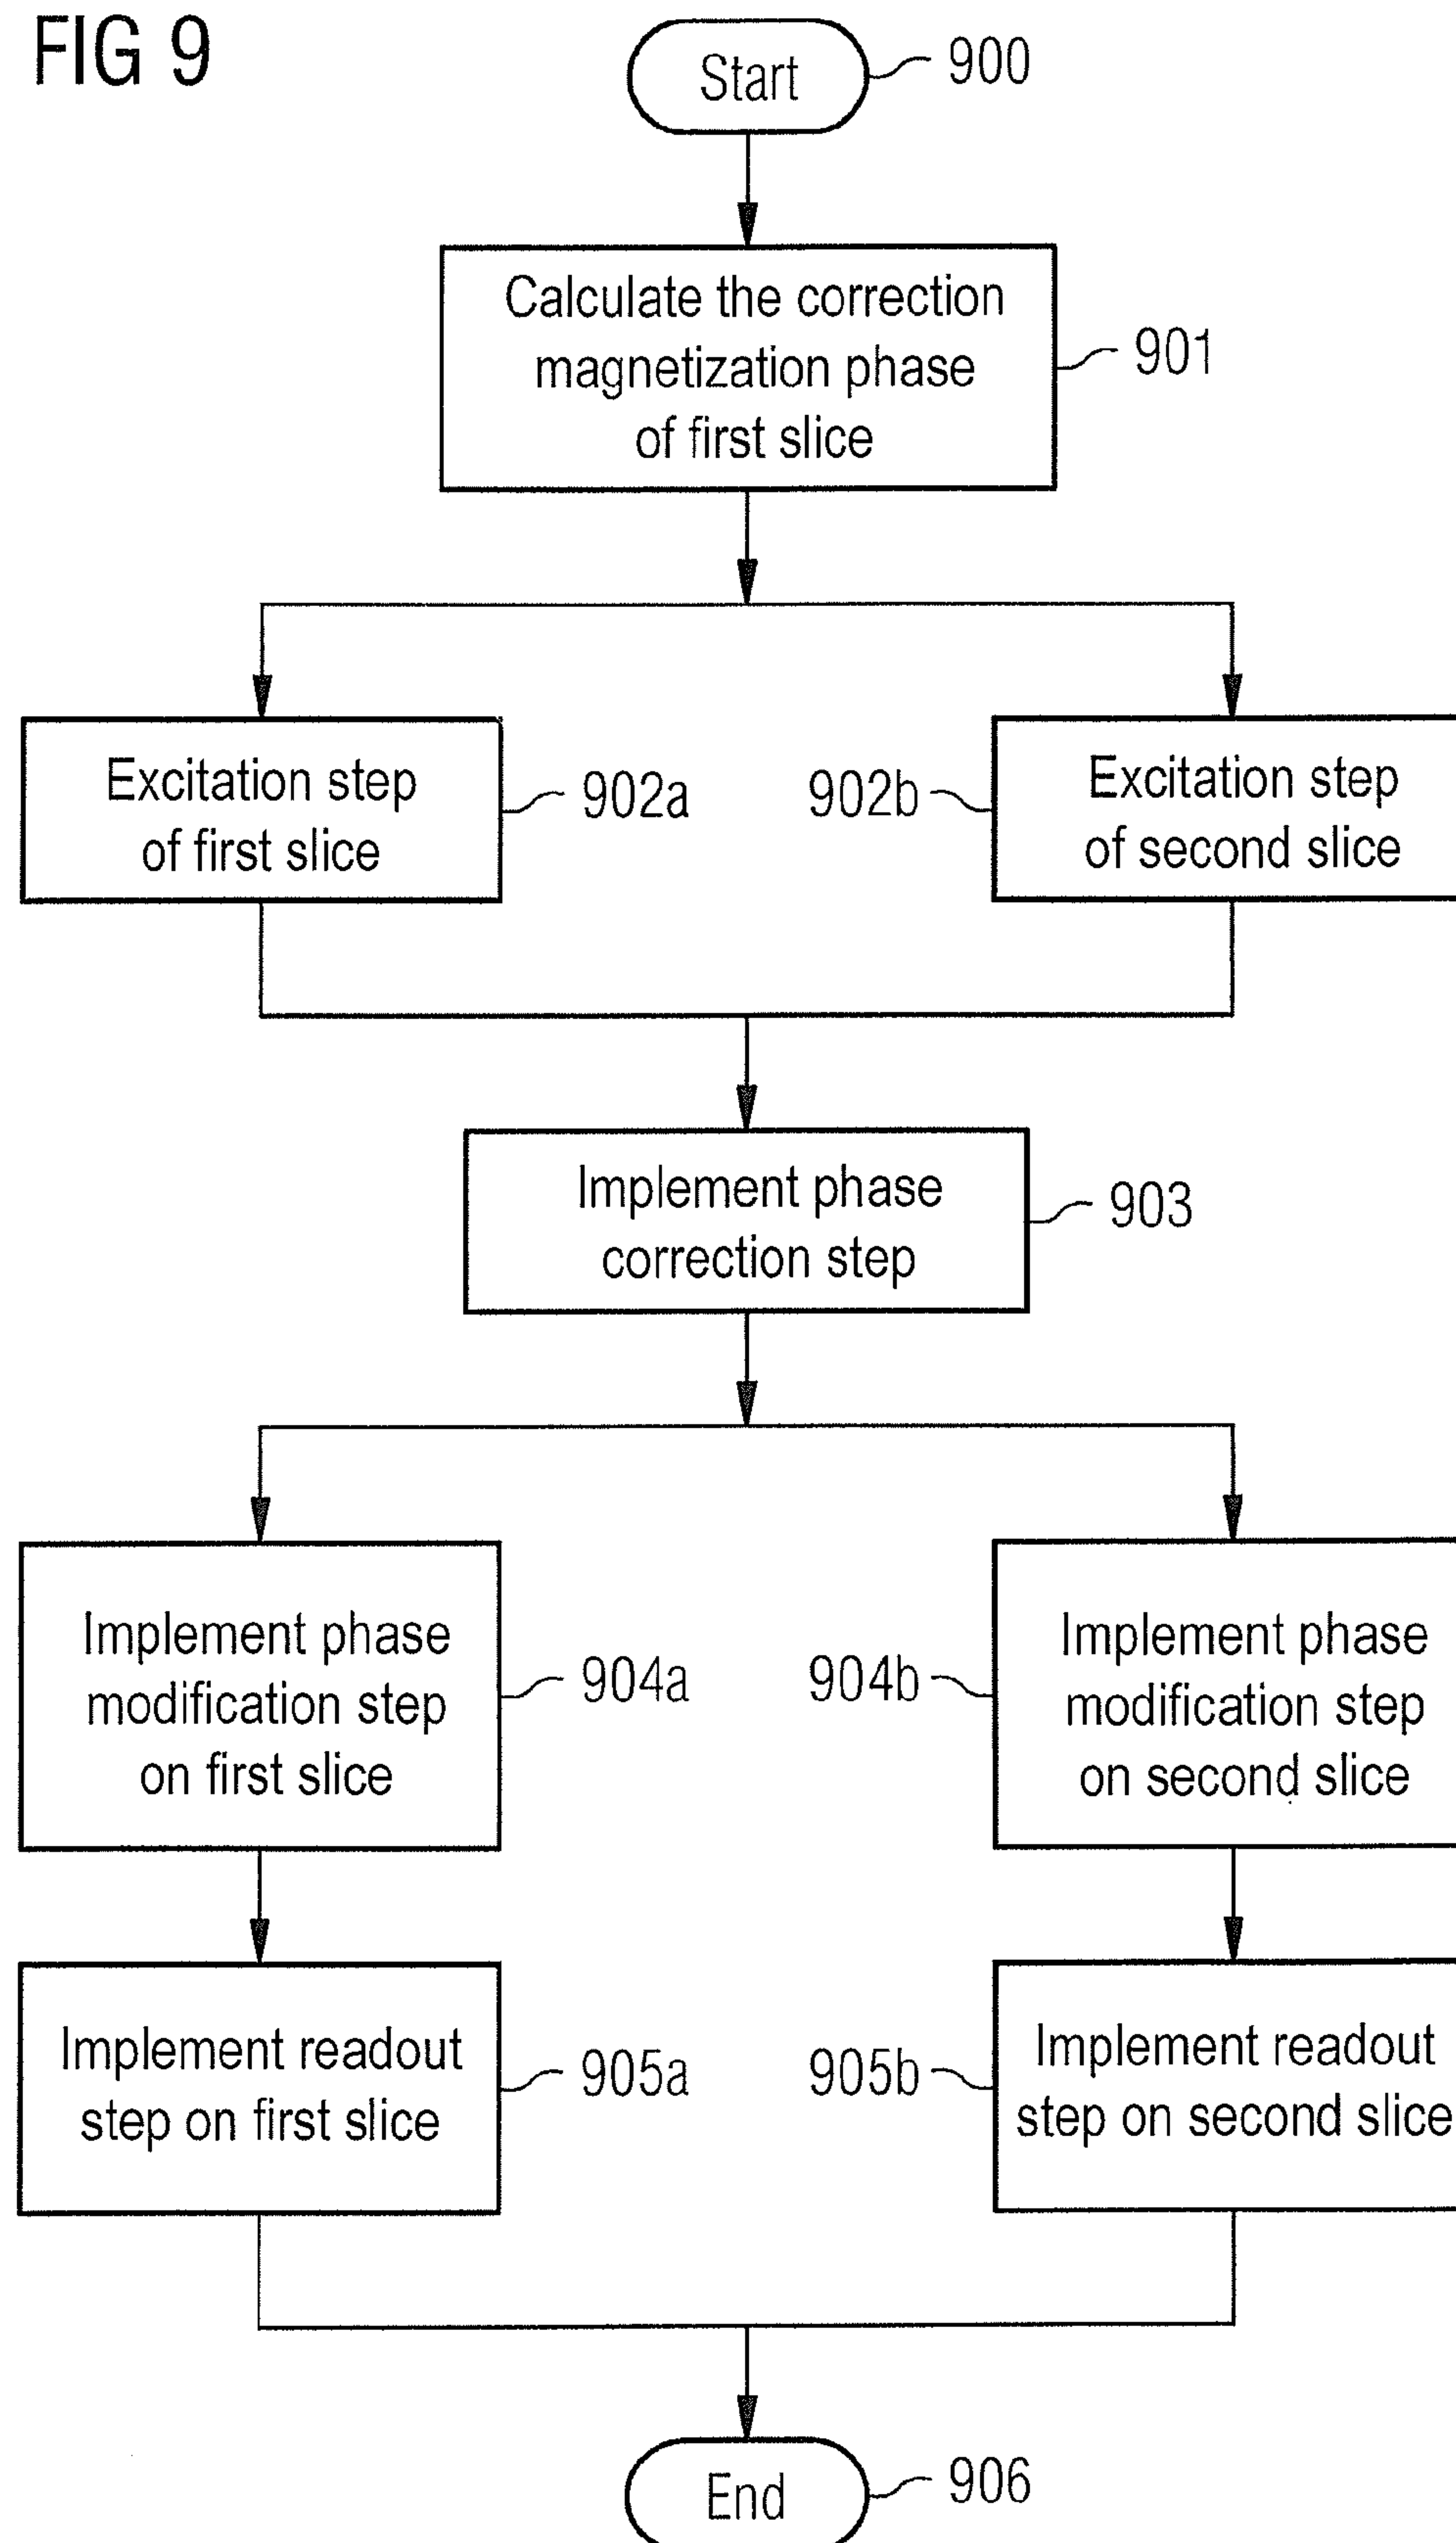 FIG 9
Start
900
Calculate the correction
magnetization phase
of first slice
901
Excitation step
of first slice
902a
902b
Excitation step
of second slice
Implement phase
correction step
903
Implement phase
modification step
on first slice
904a
904b
Implement phase
modification step
on second slice
Implement readout
step on first slice
905a
905b
Implement readout
step on second slice
End
906